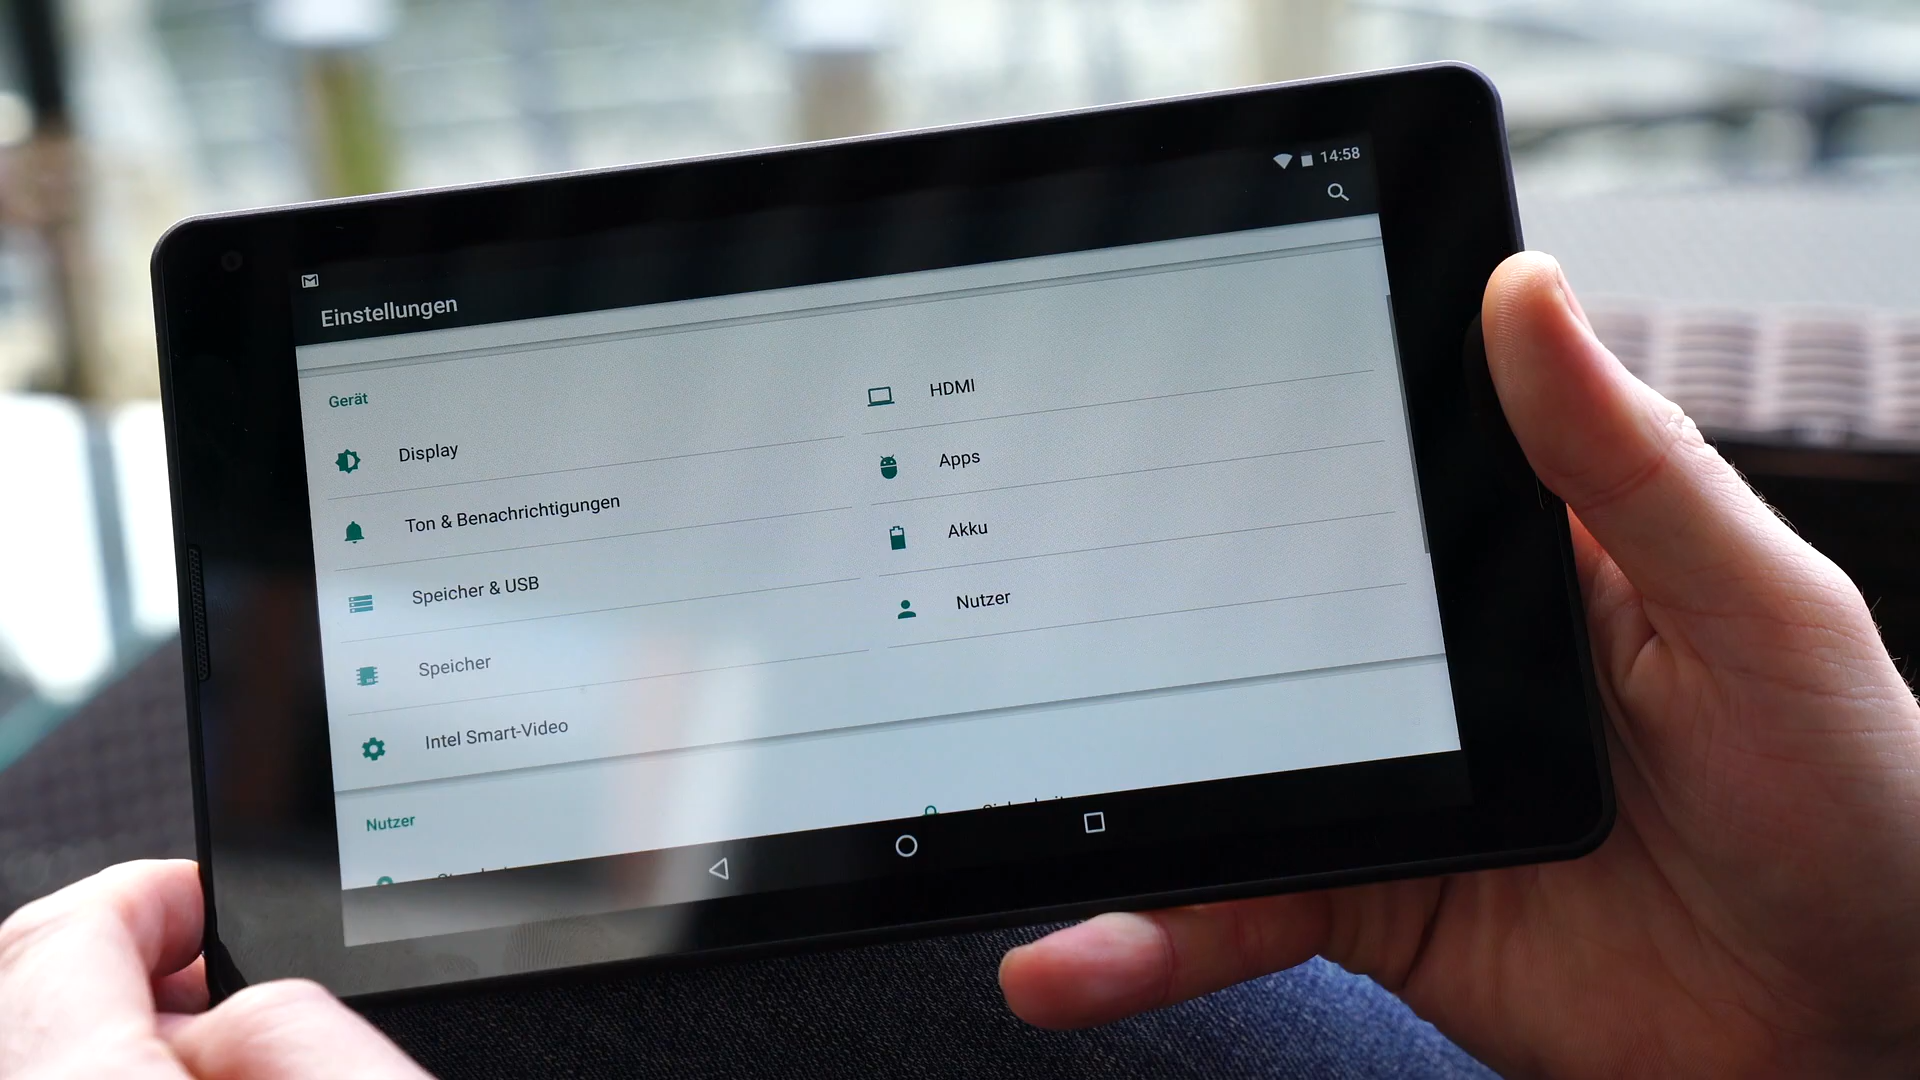 14:58
Einstellungen
Gerät
Display
HDMI
Ton & Benachrichtigungen
Apps
Speicher & USB
Akku
Speicher
Nutzer
Intel Smart-Video
Nutzer